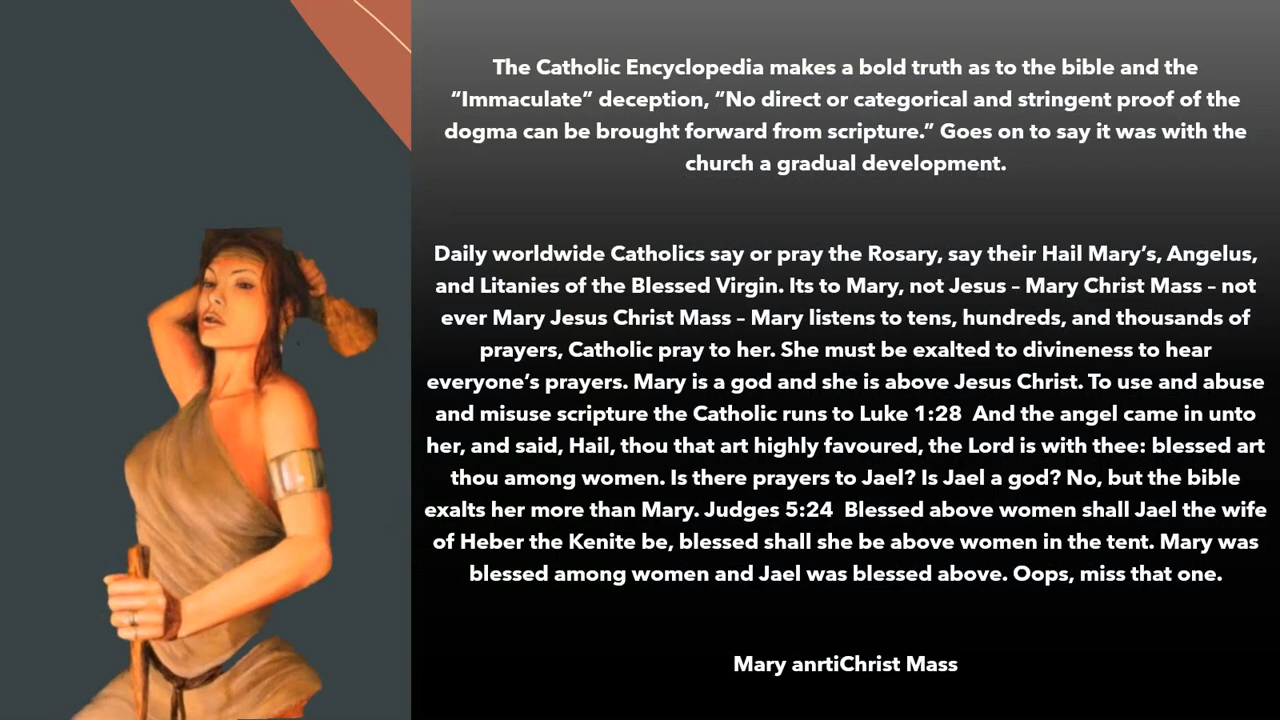 The Catholic Encyclopedia makes a bold truth as to the bible and the
“Immaculate” deception, “No direct or categorical and stringent proof of the
dogma can be brought forward from scripture.” Goes on to say it was with the
church a gradual development.
Daily worldwide Catholics say or pray the Rosary, say their Hail Mary’s, Angelus,
and Litanies of the Blessed Virgin. Its to Mary, not Jesus – Mary Christ Mass – not
ever Mary Jesus Christ Mass – Mary listens to tens, hundreds, and thousands of
prayers, Catholic pray to her. She must be exalted to divineness to hear
everyone’s prayers. Mary is a god and she is above Jesus Christ. To use and abuse
and misuse scripture the Catholic runs to Luke 1:28  And the angel came in unto
her, and said, Hail, thou that art highly favoured, the Lord is with thee: blessed art
thou among women. Is there prayers to Jael? Is Jael a god? No, but the bible
exalts her more than Mary. Judges 5:24  Blessed above women shall Jael the wife
of Heber the Kenite be, blessed shall she be above women in the tent. Mary was
blessed among women and Jael was blessed above. Oops, miss that one.
Mary anrtiChrist Mass